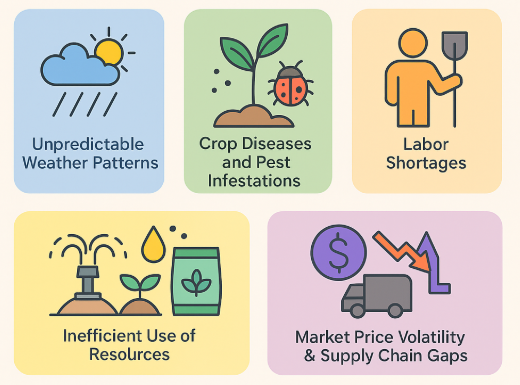 Unpredictable
Weather Patterns
Crop Diseases
and Pest
Infestations
Labor
Shortages
Inefficient Use of
Resources
$
Market Price Volatility
& Supply Chain Gaps